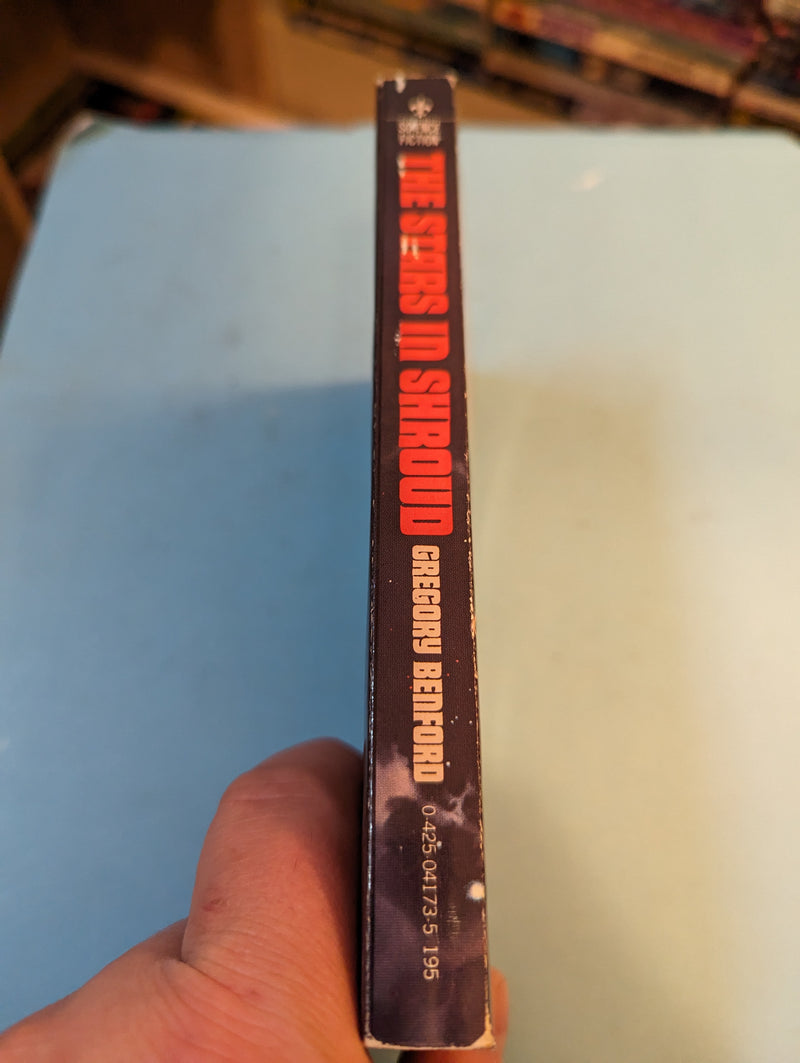 SCIENCE
FICTION
THE STARS IN SHROUD
GREGORY BENFORD
0-425-04173-5 195